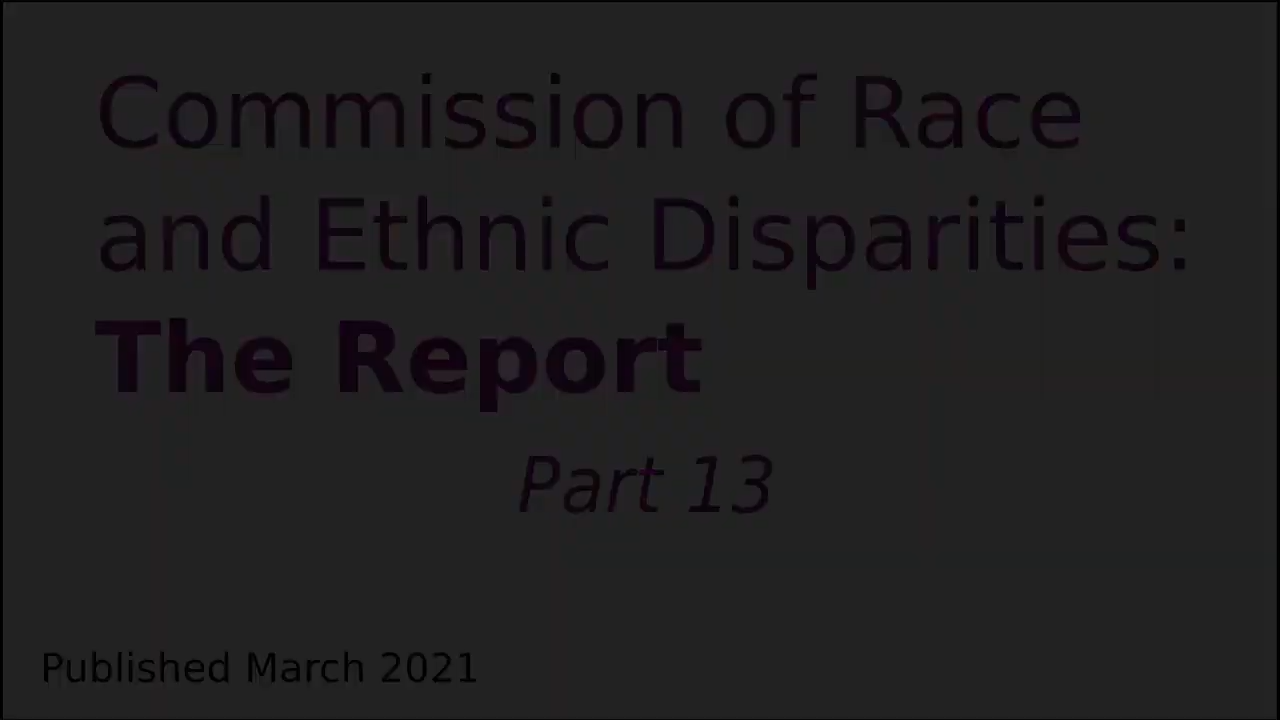 Commission of Race
and Ethnic Disparities:
The Report
Part 13
Published March 2021